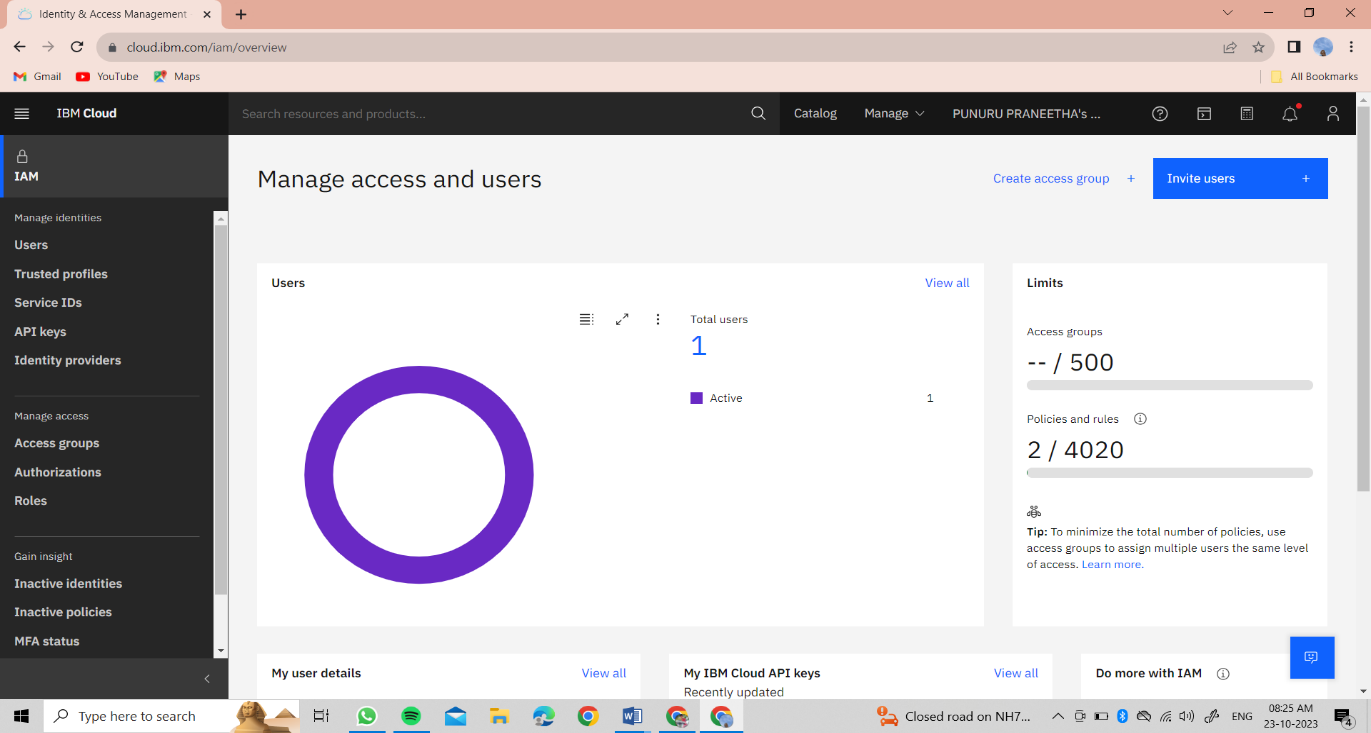 Identity & Access Management
cloud.ibm.com/iam/overview
Gmail YouTube Maps All Bookmarks
IBM Cloud
Search resources and products...
Catalog Manage PUNURU PRANEETHA's ...
IAM
Manage identities
Users
Trusted profiles
Service IDs
API keys
Identity providers
Manage access
Access groups
Authorizations
Roles
Gain insight
Inactive identities
Inactive policies
MFA status
Manage access and users
Create access group +
Invite users +
Users
View all
Total users
1
Active 1
Limits
Access groups
-- / 500
Policies and rules
2 / 4020
Tip: To minimize the total number of policies, use
access groups to assign multiple users the same level
of access. Learn more.
My user details View all
My IBM Cloud API keys View all
Recently updated
Do more with IAM
Type here to search
Closed road on NH7...
ENG
08:25 AM
23-10-2023
4